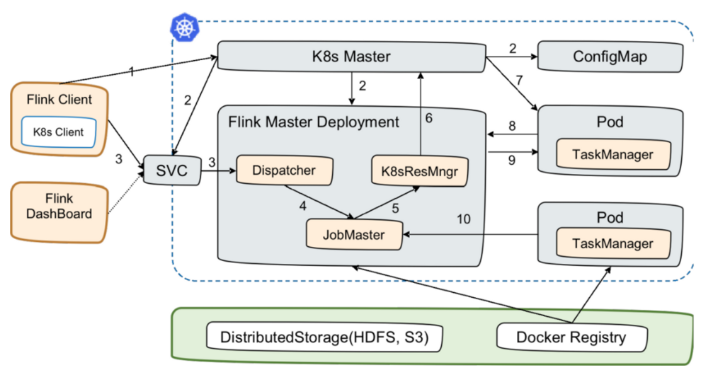 K8s Master
ConfigMap
1
2
2
2
7
Flink Client
K8s Client
3
Flink
DashBoard
SVC
3
Flink Master Deployment
6
Dispatcher
K8sResMngr
4
5
JobMaster
8
9
10
Pod
TaskManager
Pod
TaskManager
DistributedStorage(HDFS, S3)
Docker Registry